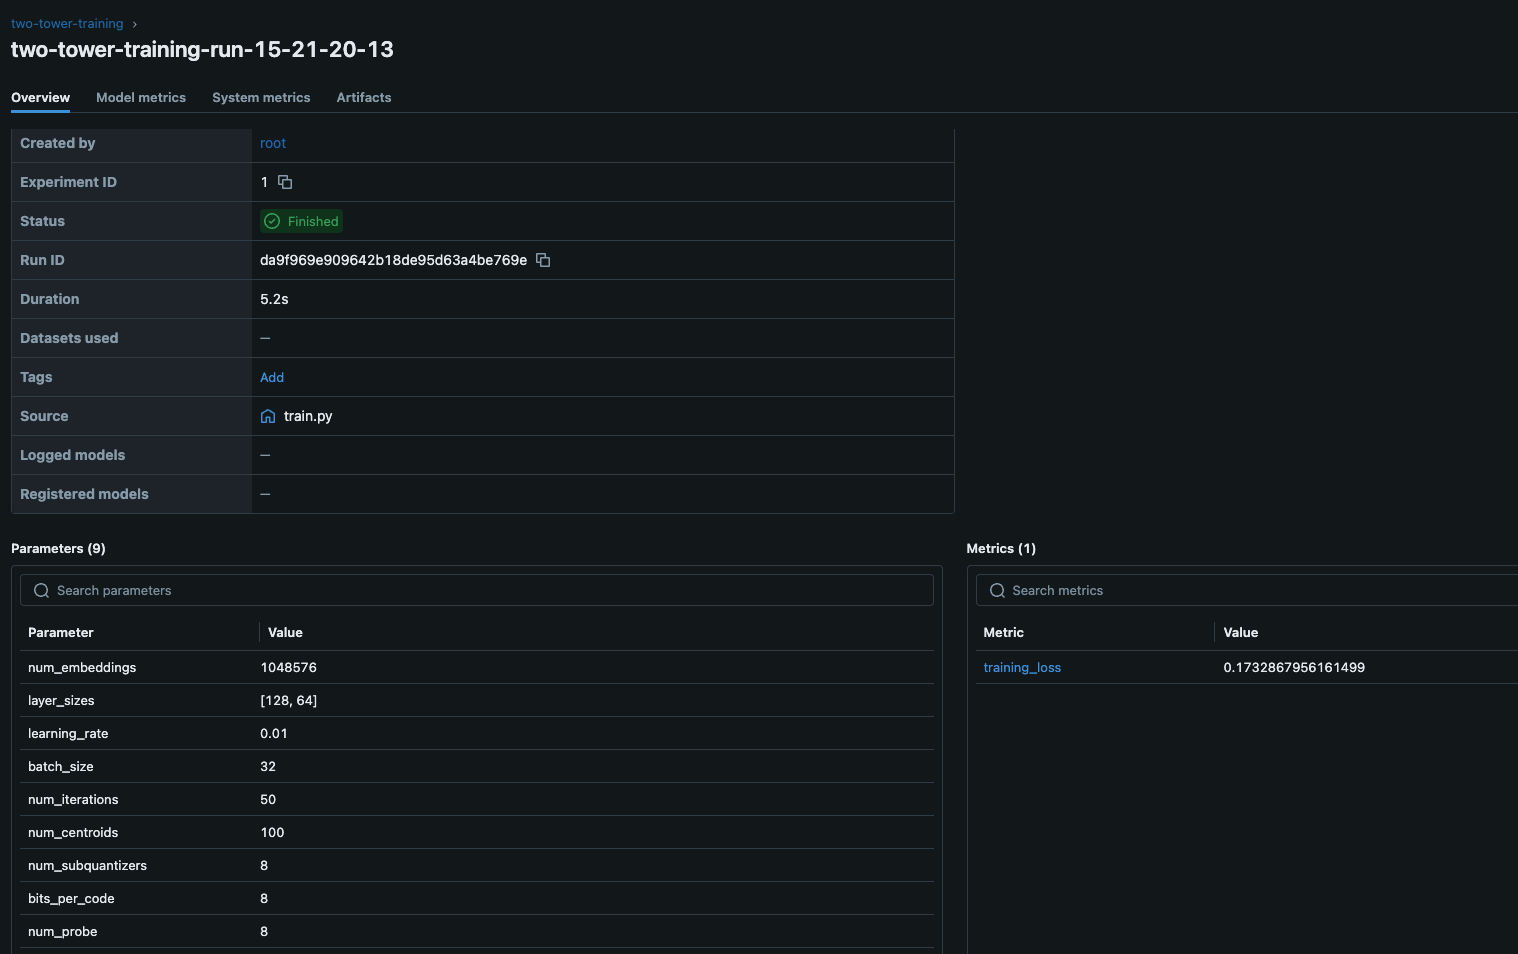 two-tower-training ›
two-tower-training-run-15-21-20-13
Overview Model metrics System metrics Artifacts
Created by root
Experiment ID 1
Status Finished
Run ID da9f969e909642b18de95d63a4be769e
Duration 5.2s
Datasets used —
Tags Add
Source train.py
Logged models —
Registered models —
Parameters (9)
Search parameters
Parameter Value
num_embeddings 1048576
layer_sizes [128, 64]
learning_rate 0.01
batch_size 32
num_iterations 50
num_centroids 100
num_subquantizers 8
bits_per_code 8
num_probe 8
Metrics (1)
Search metrics
Metric Value
training_loss 0.1732867956161499